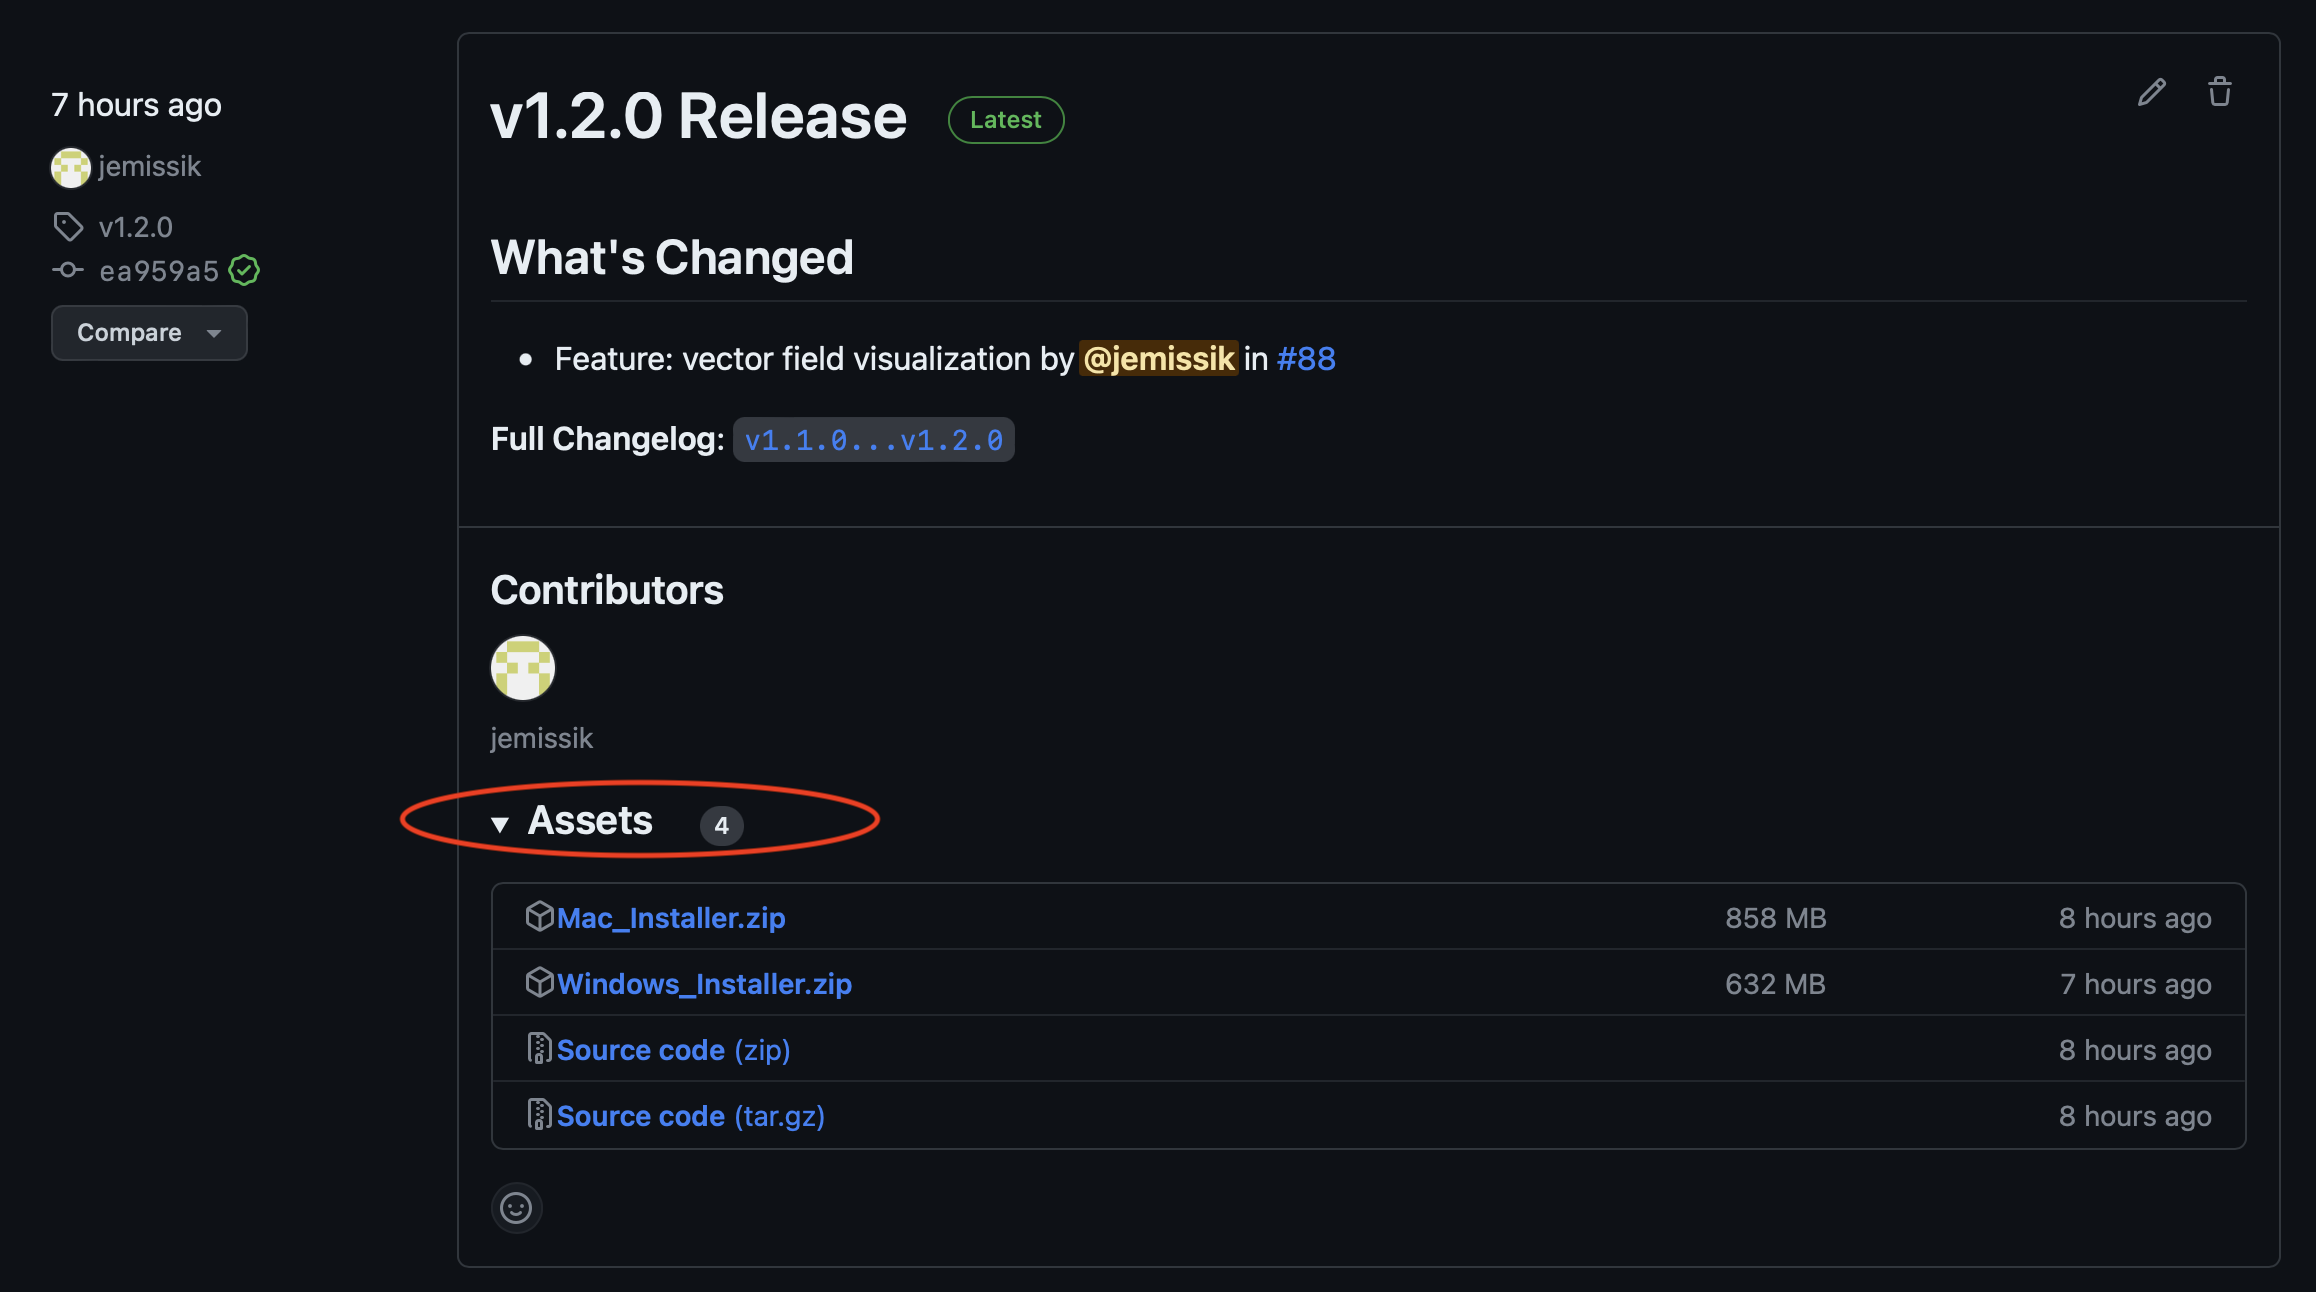 7 hours ago
jemissik
v1.2.0
ea959a5
Compare
v1.2.0 Release Latest
What's Changed
Feature: vector field visualization by @jemissik in #88
Full Changelog: v1.1.0...v1.2.0
Contributors
jemissik
Assets 4
Mac_Installer.zip 858 MB 8 hours ago
Windows_Installer.zip 632 MB 7 hours ago
Source code (zip) 8 hours ago
Source code (tar.gz) 8 hours ago